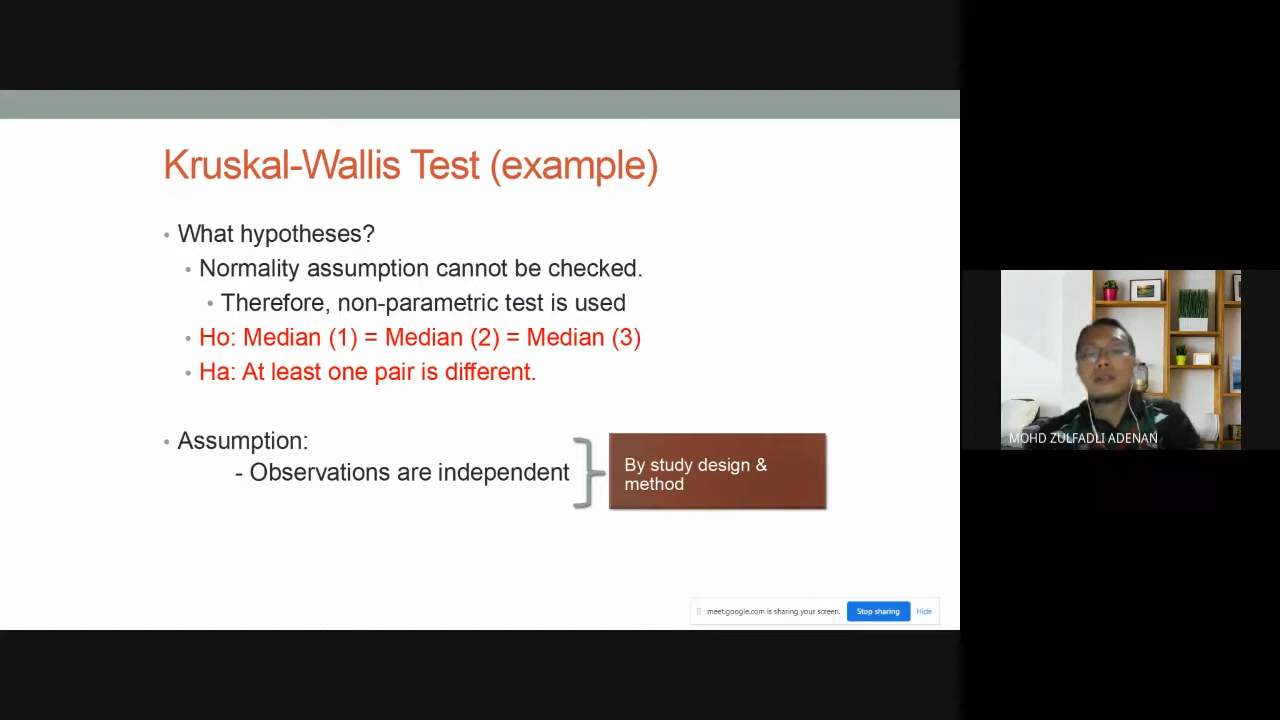 Kruskal-Wallis Test (example)
• What hypotheses?
• Normality assumption cannot be checked.
• Therefore, non-parametric test is used
• Ho: Median (1) = Median (2) = Median (3)
• Ha: At least one pair is different.
• Assumption:
- Observations are independent
By study design &
method
meet.google.com is sharing your screen.
Stop sharing
Hide
MOHD ZULFADLI ADENAN